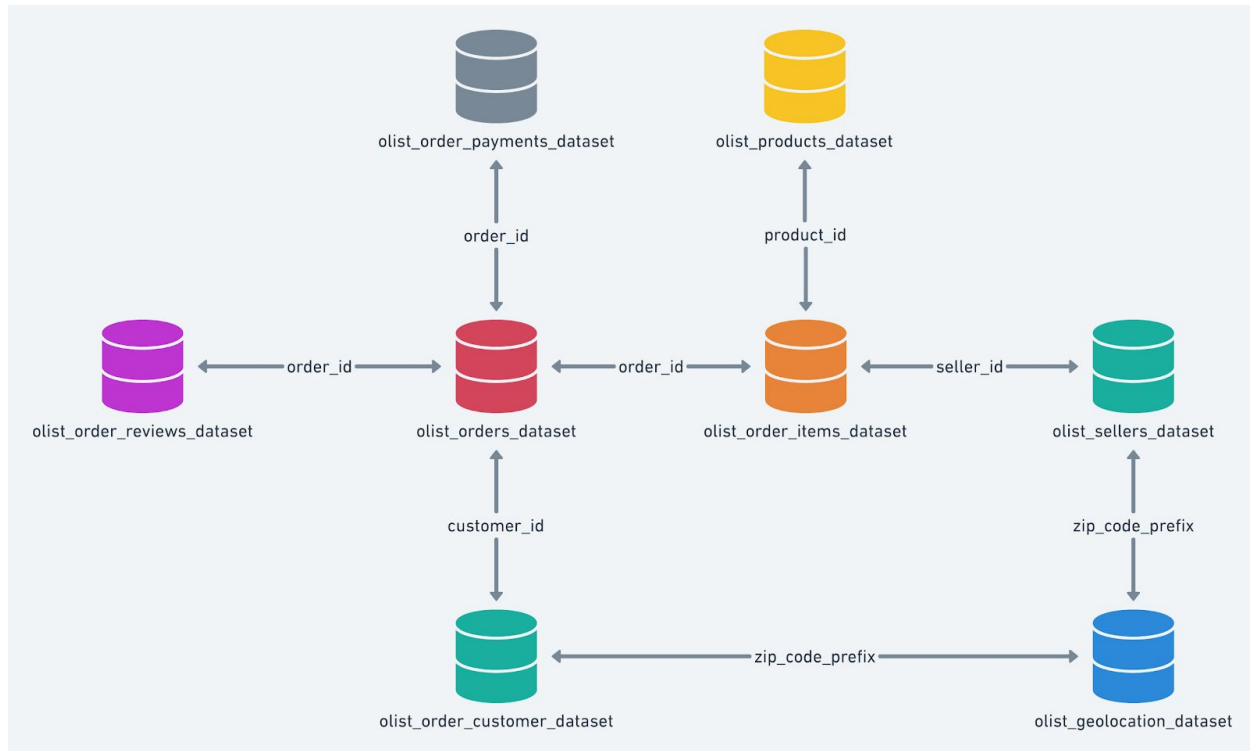 olist_order_payments_dataset
olist_products_dataset
order_id
product_id
order_id
order_id
seller_id
olist_order_reviews_dataset
olist_orders_dataset
olist_order_items_dataset
olist_sellers_dataset
customer_id
zip_code_prefix
zip_code_prefix
olist_order_customer_dataset
olist_geolocation_dataset